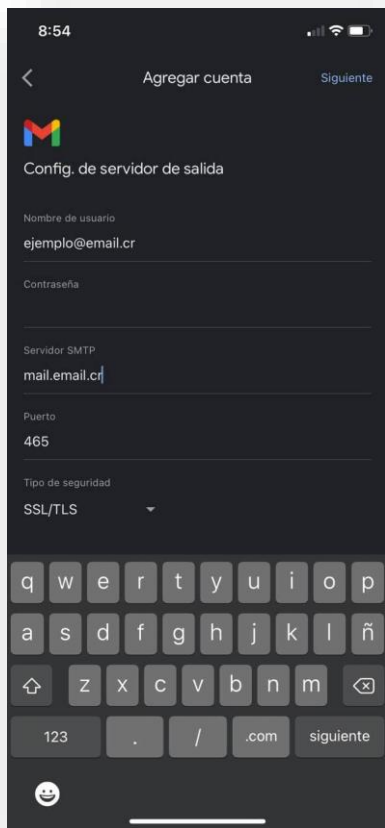 8:54
Agregar cuenta Siguiente
Config. de servidor de salida
Nombre de usuario
ejemplo@email.cr
Contraseña
Servidor SMTP
mail.email.cr
Puerto
465
Tipo de seguridad
SSL/TLS
q w e r t y u i o p
a s d f g h j k l ñ
z x c v b n m
123 . / .com siguiente